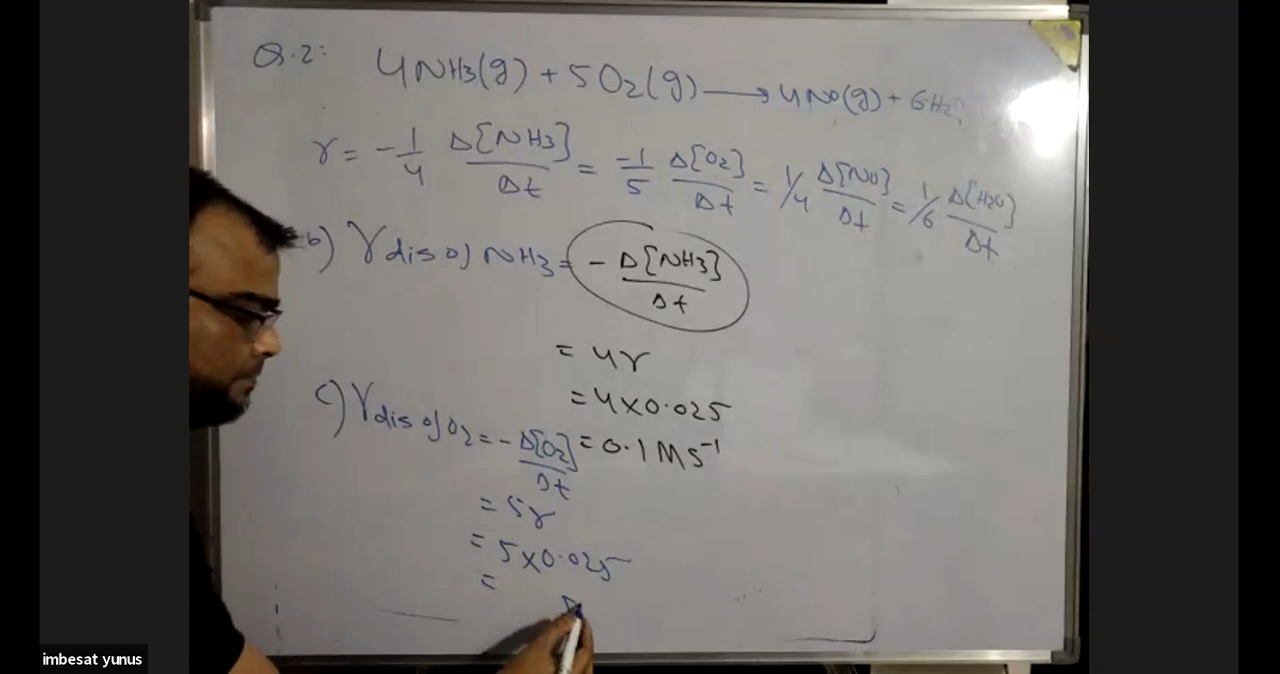 Q.2: 4NH3(g) + 5O2(g) ⟶ 4NO(g) + 6H2
r = -1/4 Δ[NH3]/Δt = -1/5 Δ[O2]/Δt = 1/4 Δ[NO]/Δt = 1/6 Δ[H2O]/Δt
b) r dis of NH3 = - Δ[NH3]/Δt
= 4r
= 4×0.025
= 0.1 M s⁻¹
c) r dis of O2 = - Δ[O2]/Δt
= 5r
= 5×0.025
=
imbesat yunus